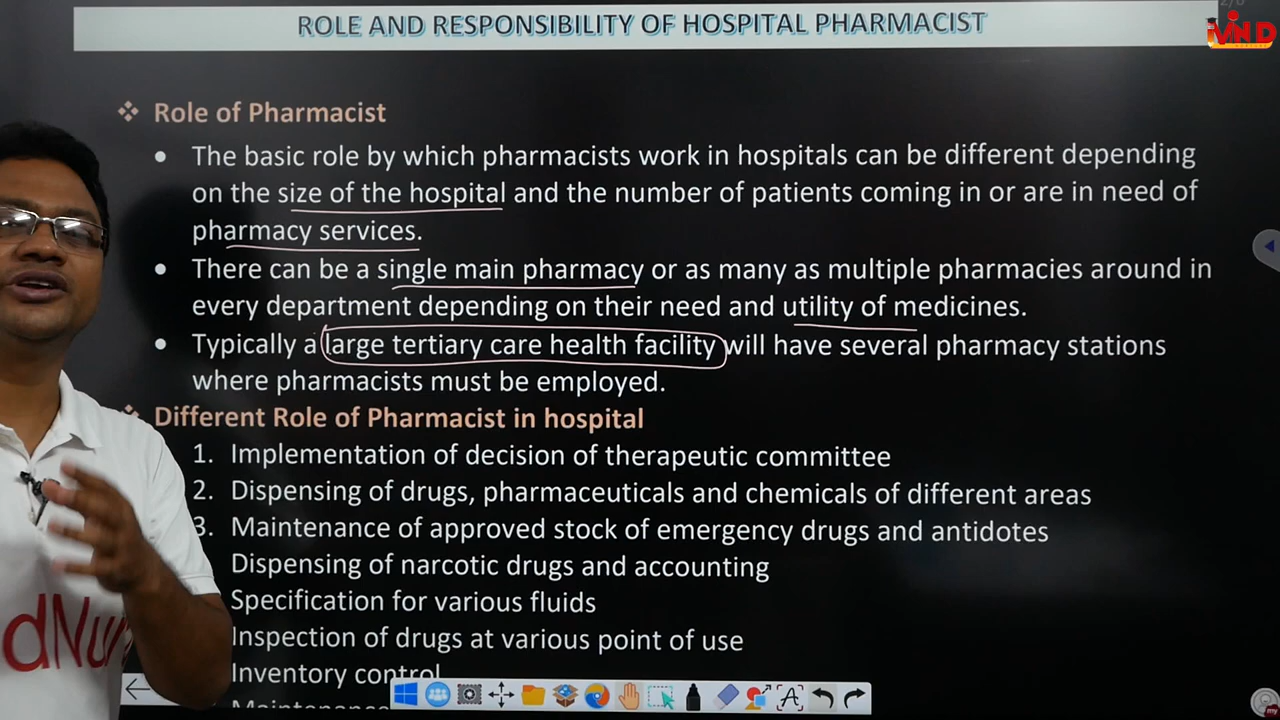 ROLE AND RESPONSIBILITY OF HOSPITAL PHARMACIST
❖ Role of Pharmacist
• The basic role by which pharmacists work in hospitals can be different depending
on the size of the hospital and the number of patients coming in or are in need of
pharmacy services.
• There can be a single main pharmacy or as many as multiple pharmacies around in
every department depending on their need and utility of medicines.
• Typically a large tertiary care health facility will have several pharmacy stations
where pharmacists must be employed.
❖ Different Role of Pharmacist in hospital
1. Implementation of decision of therapeutic committee
2. Dispensing of drugs, pharmaceuticals and chemicals of different areas
3. Maintenance of approved stock of emergency drugs and antidotes
Dispensing of narcotic drugs and accounting
Specification for various fluids
Inspection of drugs at various point of use
Inventory control
dNur